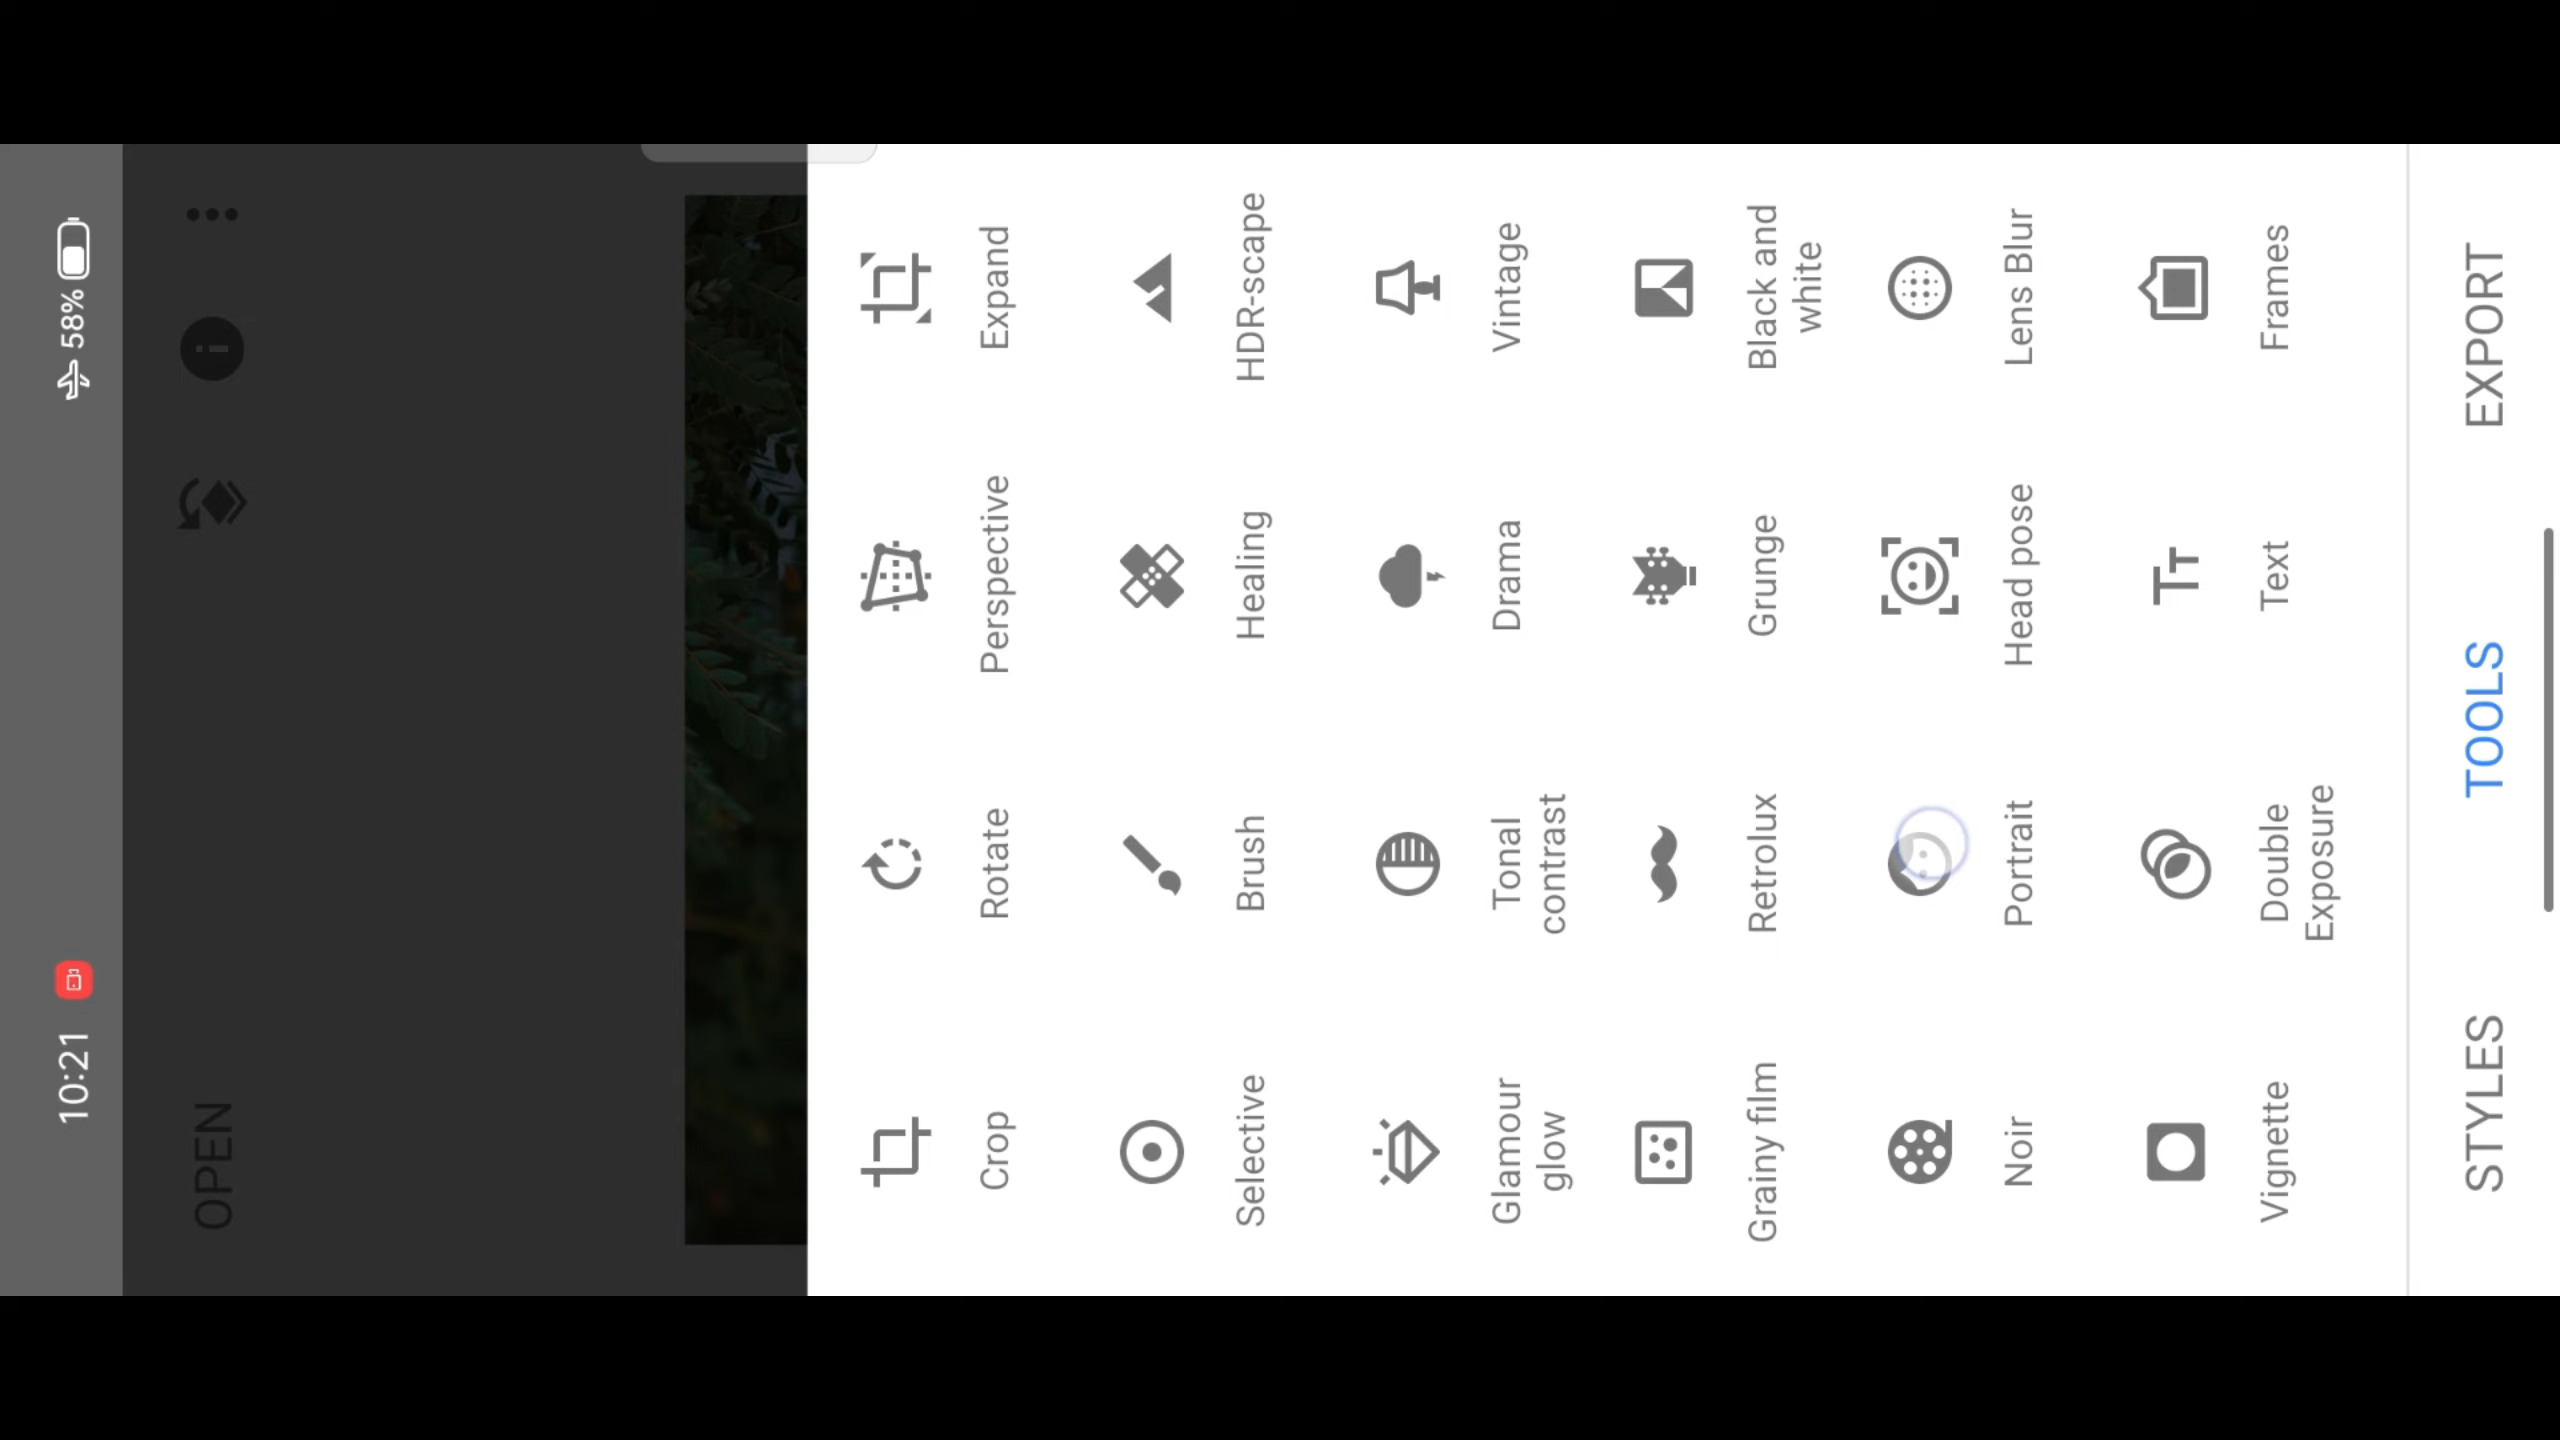 10:21
58%
OPEN
Crop
Rotate
Perspective
Expand
Selective
Brush
Healing
HDR-scape
Glamour
glow
Tonal
contrast
Drama
Vintage
Grainy film
Retrolux
Grunge
Black and
white
Noir
Portrait
Head pose
Lens Blur
Vignette
Double
Exposure
Text
Frames
STYLES
TOOLS
EXPORT